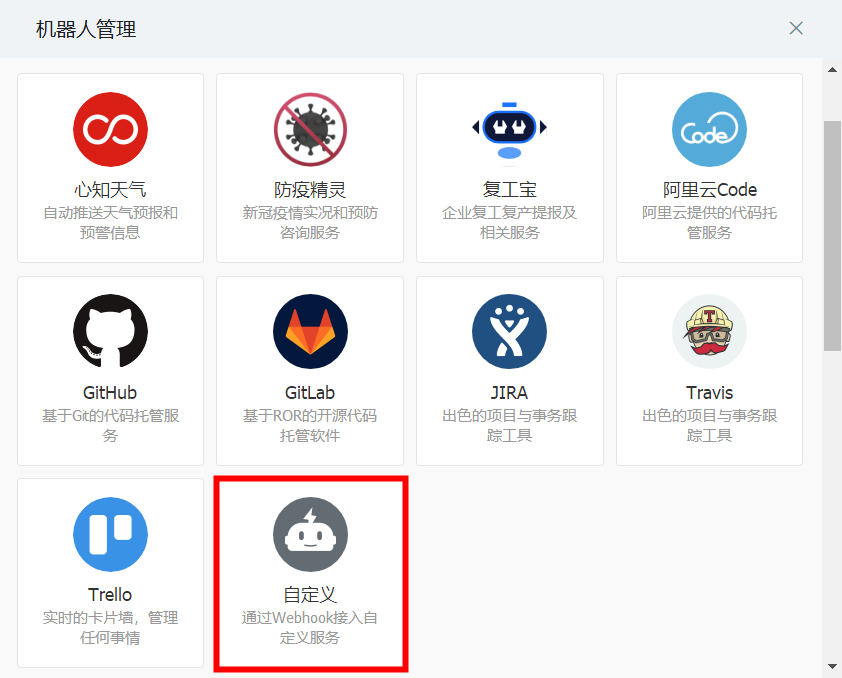 机器人管理
心知天气
自动推送天气预报和
预警信息
防疫精灵
新冠疫情实况和预防
咨询服务
复工宝
企业复工复产提报及
相关服务
Code
阿里云Code
阿里云提供的代码托
管服务
GitHub
基于Git的代码托管服
务
GitLab
基于ROR的开源代码
托管软件
JIRA
出色的项目与事务跟
踪工具
T
Travis
出色的项目与事务跟
踪工具
Trello
实时的卡片墙，管理
任何事情
自定义
通过Webhook接入自
定义服务